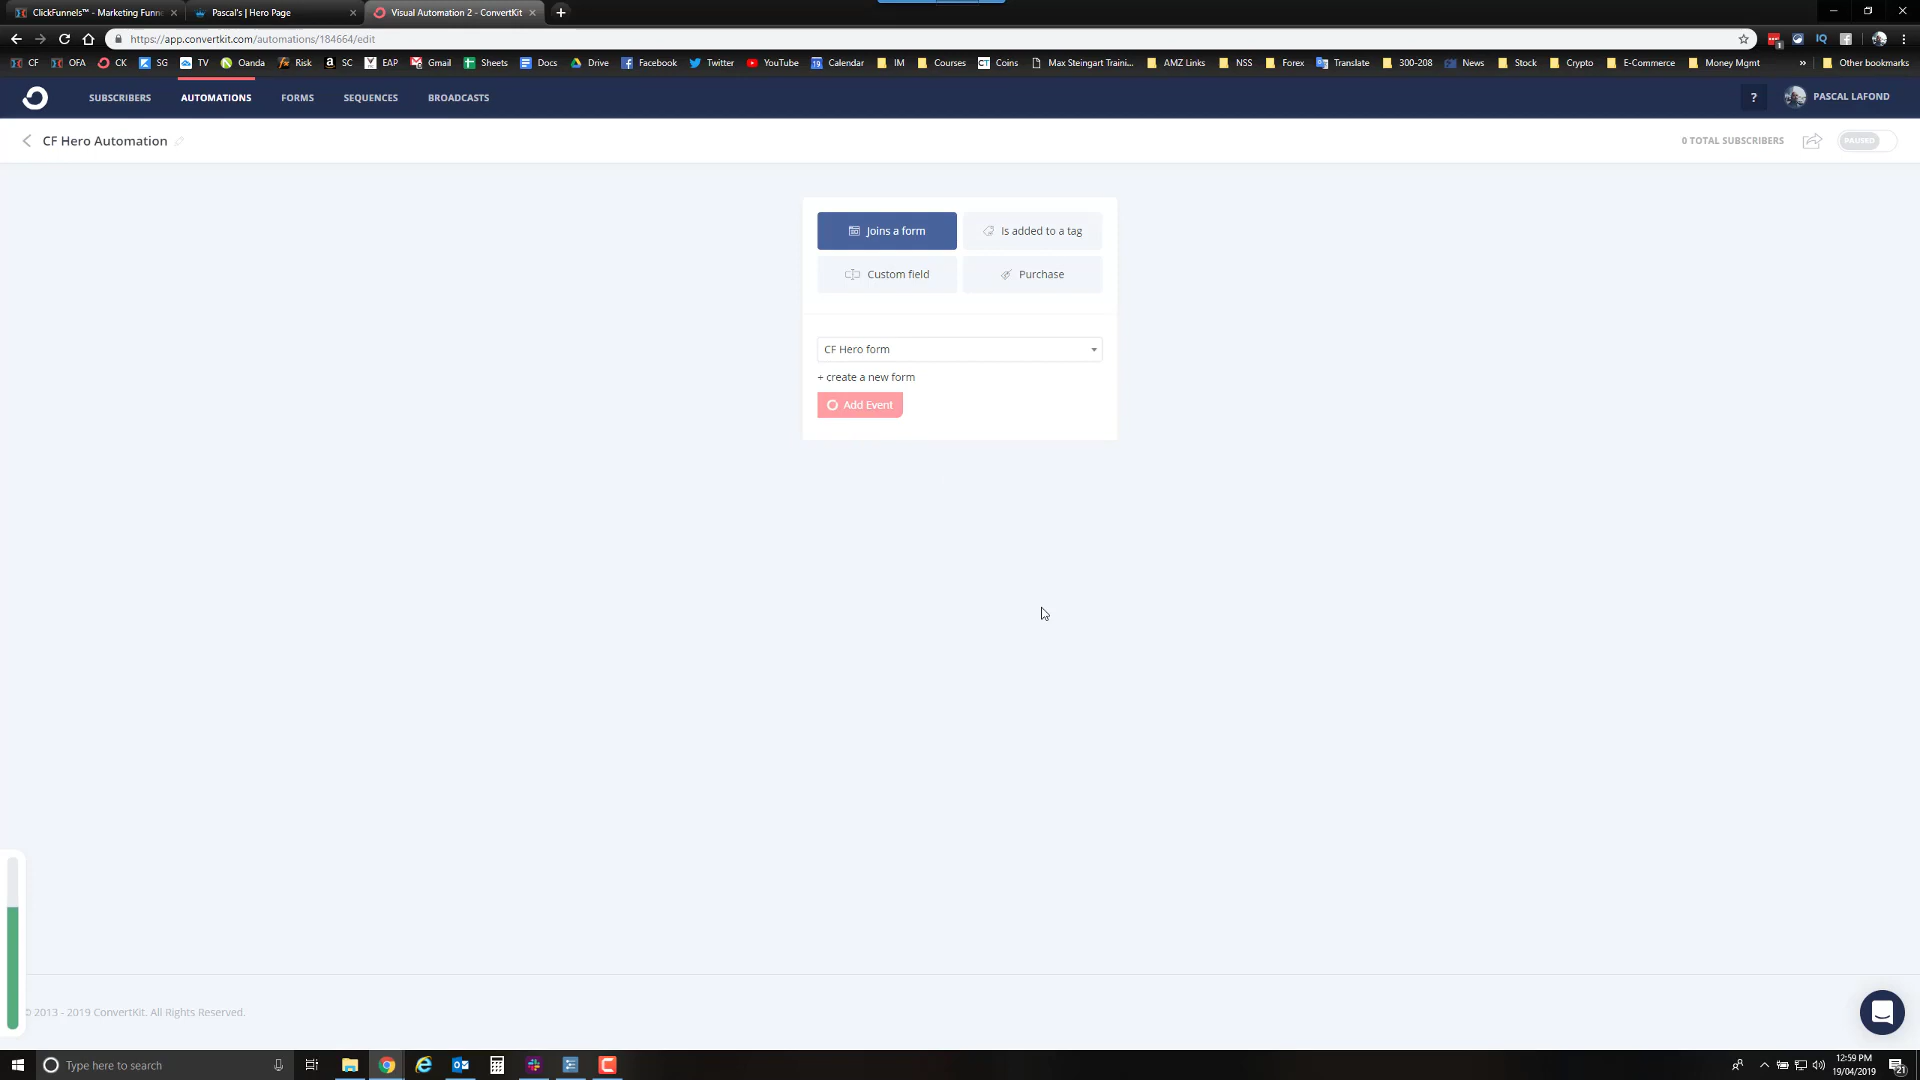 ClickFunnels™ - Marketing Funne
Pascal's | Hero Page
Visual Automation 2 - ConvertKit
https://app.convertkit.com/automations/184664/edit
CF
OFA
CK
SG
TV
Oanda
Risk
SC
EAP
Gmail
Sheets
Docs
Drive
Facebook
Twitter
YouTube
Calendar
IM
Courses
Coins
Max Steingart Traini...
AMZ Links
NSS
Forex
Translate
300-208
News
Stock
Crypto
E-Commerce
Money Mgmt
»
Other bookmarks
SUBSCRIBERS
AUTOMATIONS
FORMS
SEQUENCES
BROADCASTS
?
PASCAL LAFOND
CF Hero Automation
0 TOTAL SUBSCRIBERS
PAUSED
Joins a form
Is added to a tag
Custom field
Purchase
CF Hero form
+ create a new form
Add Event
© 2013 - 2019 ConvertKit. All Rights Reserved.
Type here to search
12:59 PM
19/04/2019
21